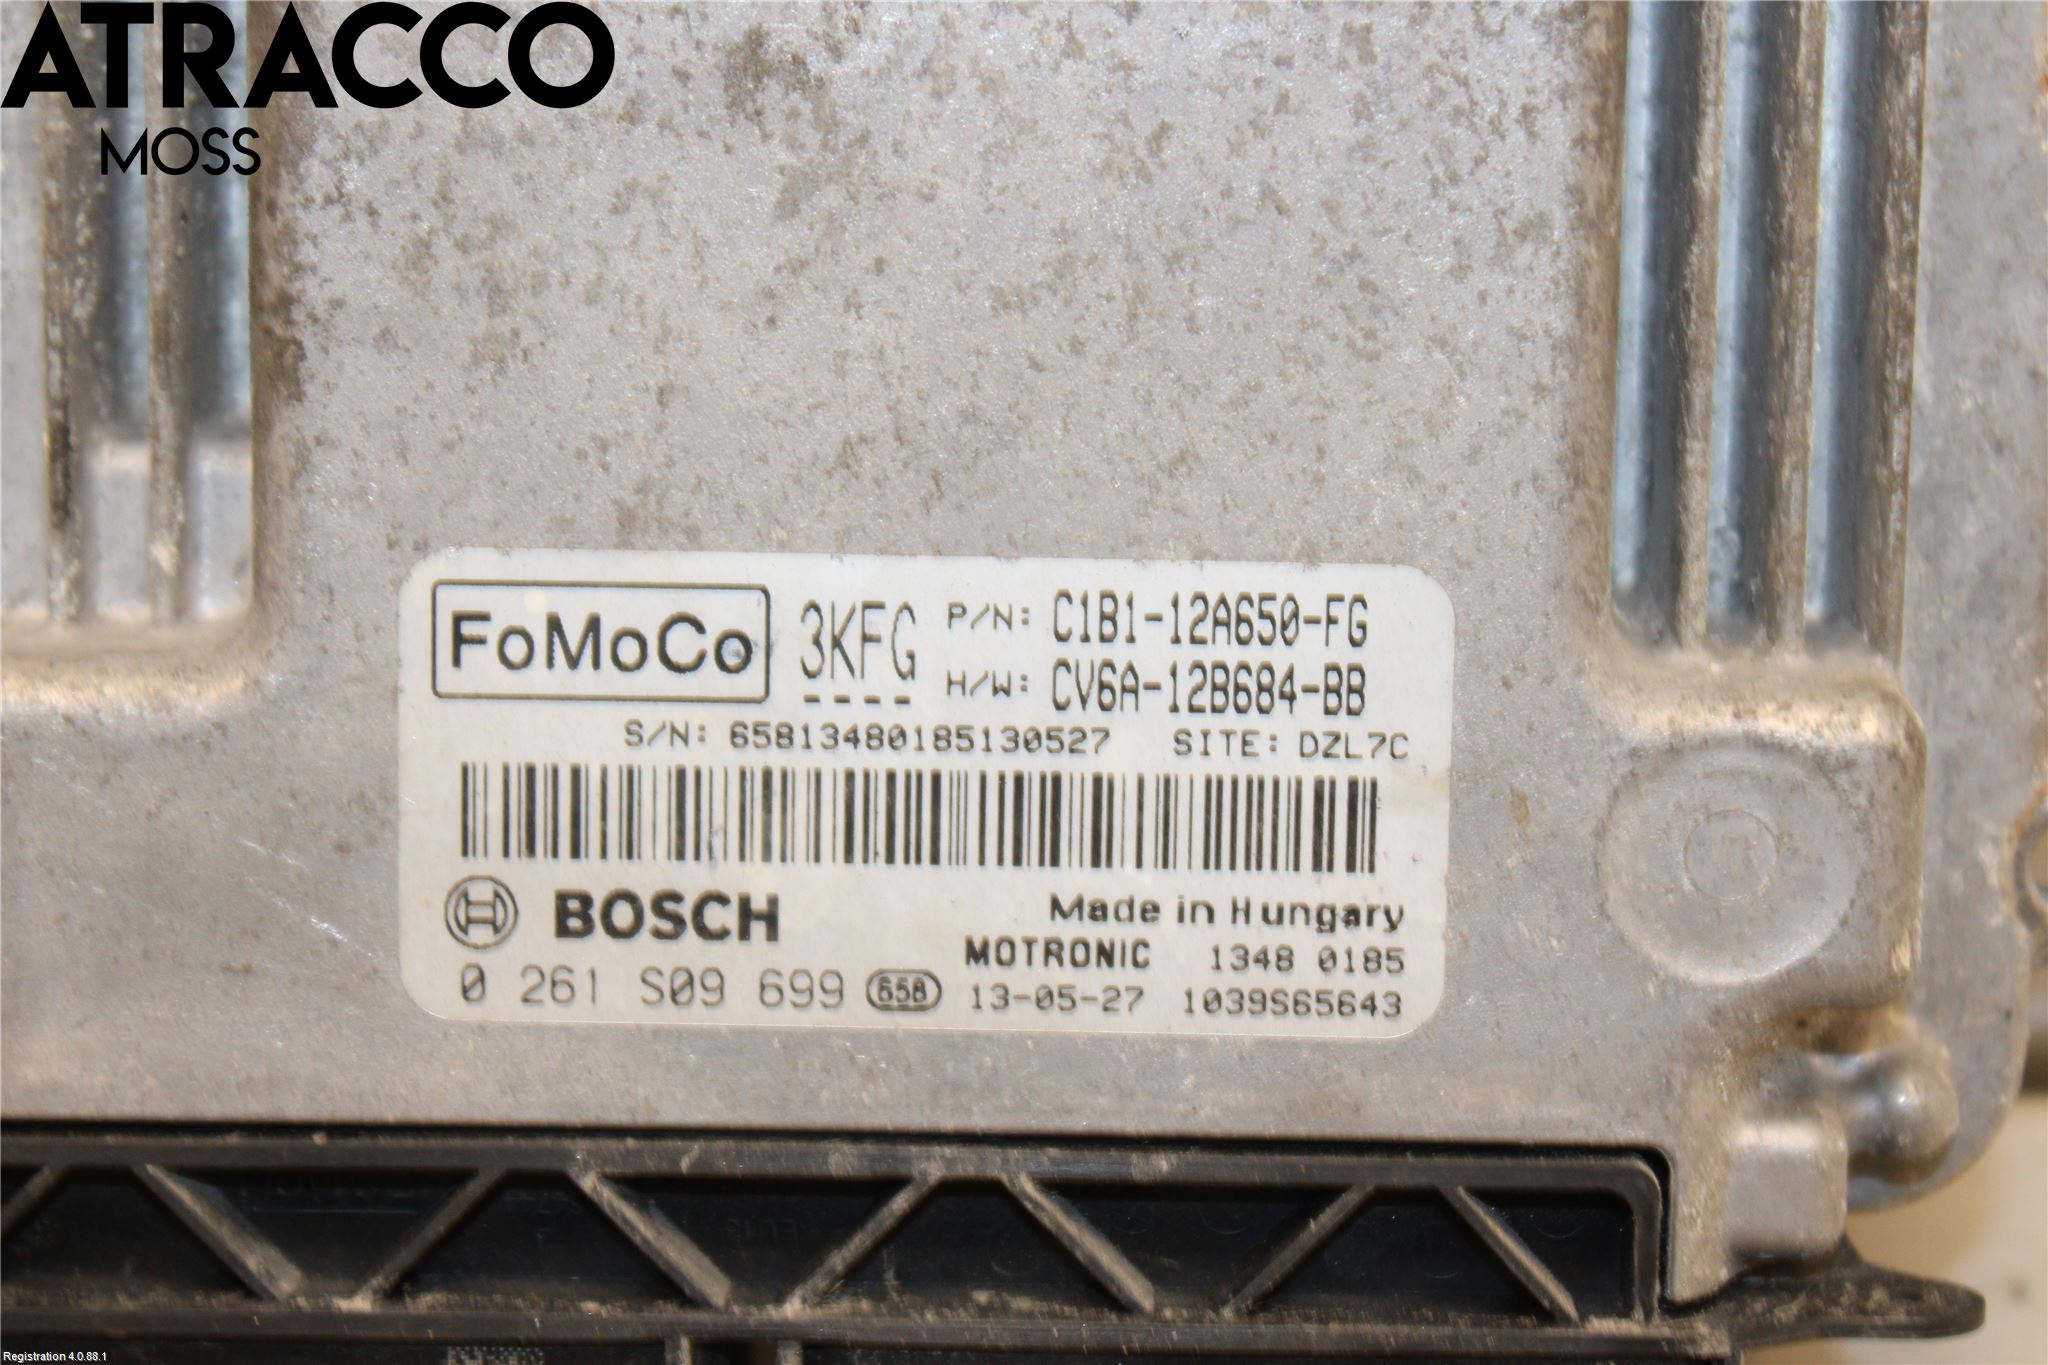 ATRACCO
MOSS
FoMoCo 3KFG P/N: C1B1-12A650-FG
H/W: CV6A-12B684-BB
S/N: 65813480185130527 SITE: DZL7C
BOSCH Made in Hungary
MOTRONIC 1348 0185
0 261 S09 699 658 13-05-27 1039S65643
Registration 4.0.88.1